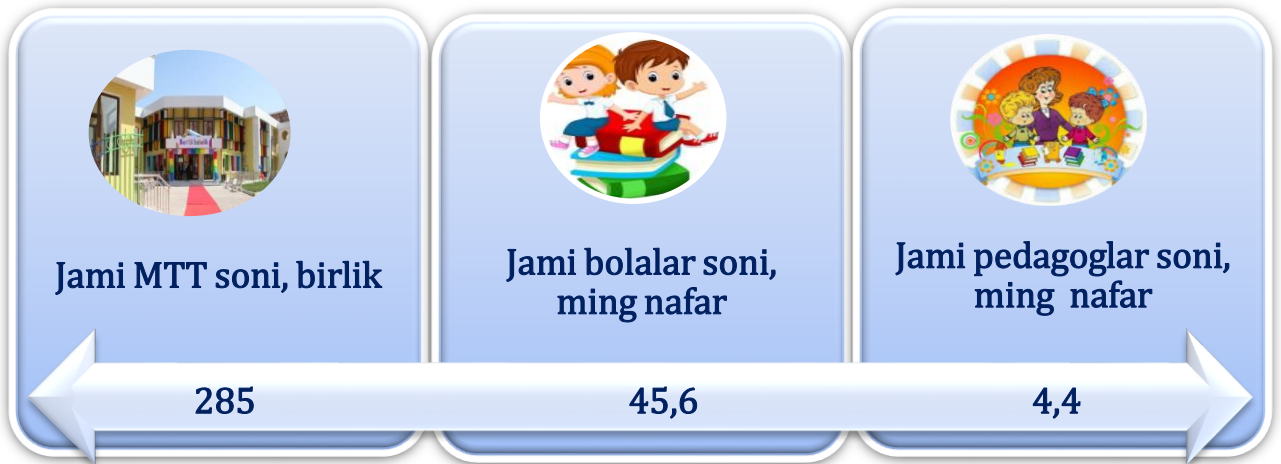 Jami MTT soni, birlik
Jami bolalar soni,
ming nafar
Jami pedagoglar soni,
ming nafar
285
45,6
4,4